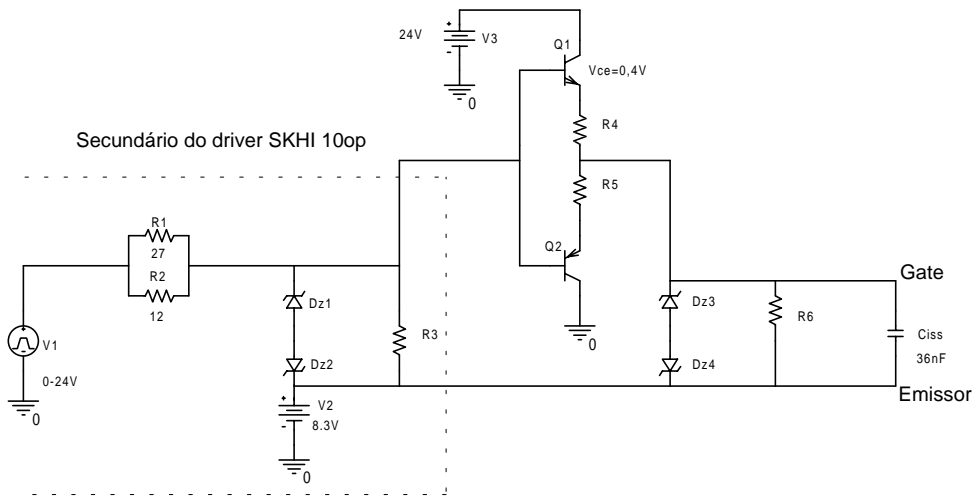 24V
V3
0
Q1
Vce=0,4V
R4
R5
Q2
0
Secundário do driver SKHI 10op
R1
27
R2
12
V1
0-24V
0
Dz1
Dz2
R3
V2
8.3V
0
Dz3
Dz4
R6
Gate
Ciss
36nF
Emissor